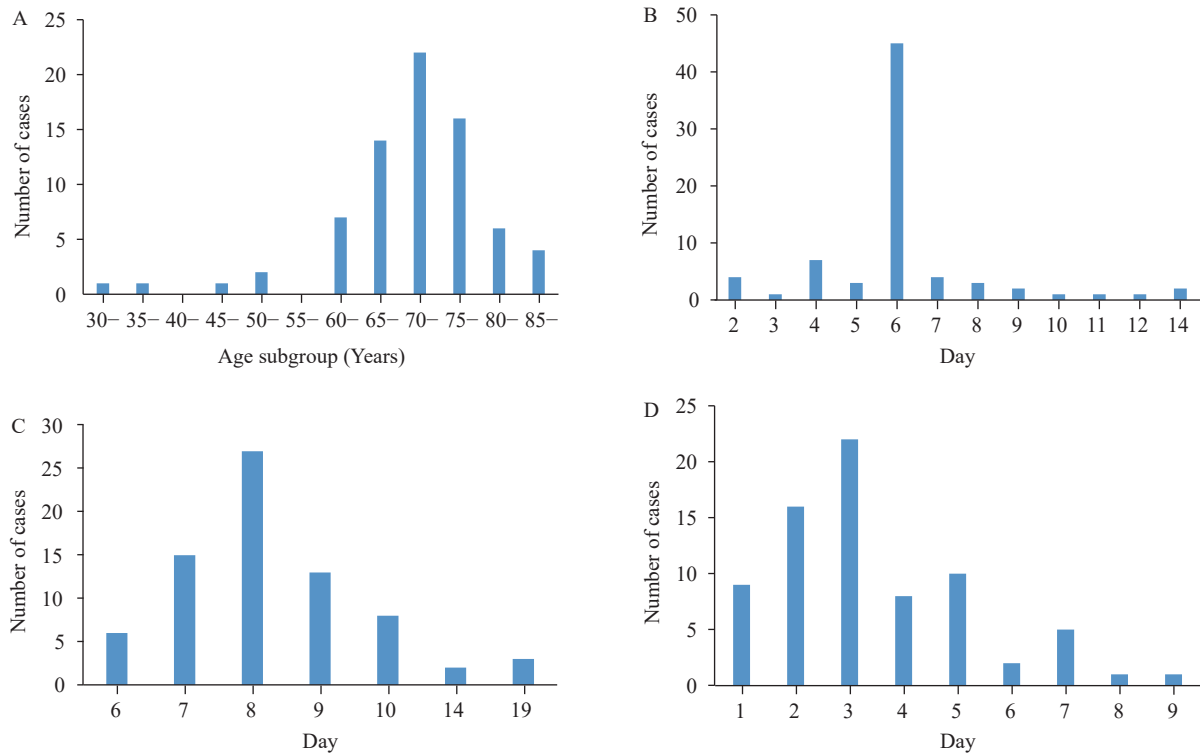 A
Number of cases
25
20
15
10
5
0
30– 35– 40– 45– 50– 55– 60– 65– 70– 75– 80– 85–
Age subgroup (Years)
B
Number of cases
50
40
30
20
10
0
2 3 4 5 6 7 8 9 10 11 12 14
Day
C
Number of cases
30
25
20
15
10
5
0
6 7 8 9 10 14 19
Day
D
Number of cases
25
20
15
10
5
0
1 2 3 4 5 6 7 8 9
Day